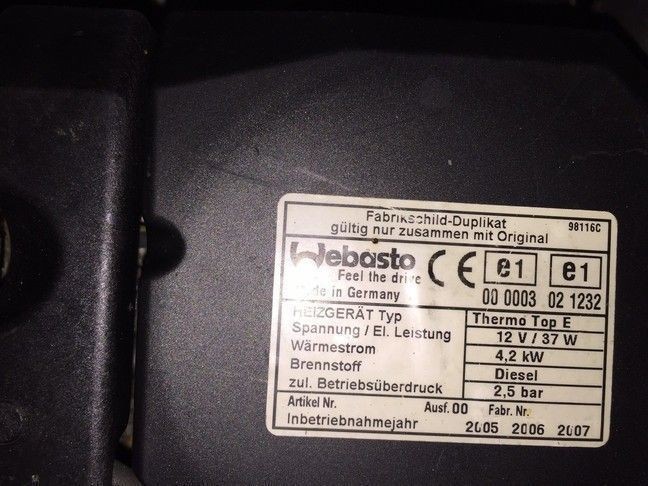 Fabrikschild-Duplikat 98116C
gültig nur zusammen mit Original
Webasto
Feel the drive
Made in Germany
CE e1 e1
00 0003 02 1232
HEIZGERÄT Typ Thermo Top E
Spannung / El. Leistung 12 V / 37 W
Wärmestrom 4,2 kW
Brennstoff Diesel
zul. Betriebsüberdruck 2,5 bar
Artikel Nr. Ausf. 00 Fabr. Nr.
Inbetriebnahmejahr 2005 2006 2007